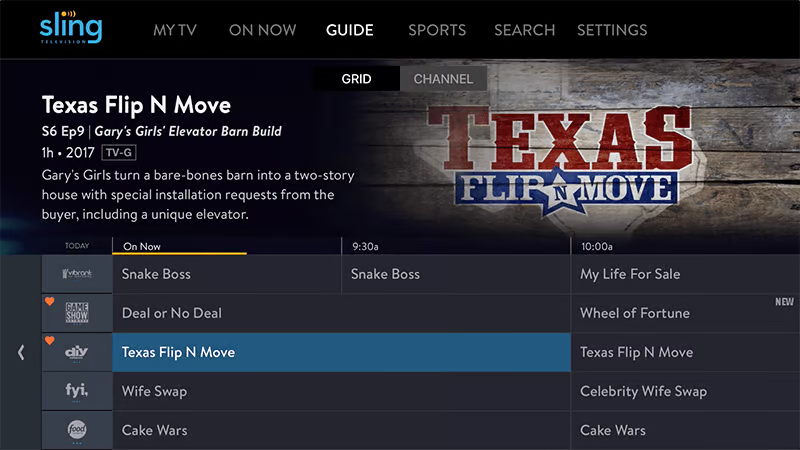 sling
TELEVISION
MY TV ON NOW GUIDE SPORTS SEARCH SETTINGS
GRID CHANNEL
Texas Flip N Move
S6 Ep9 | Gary's Girls' Elevator Barn Build
1h • 2017 TV-G
Gary's Girls turn a bare-bones barn into a two-story
house with special installation requests from the
buyer, including a unique elevator.
TEXAS
FLIP N MOVE
TODAY On Now 9:30a 10:00a
vibrant Snake Boss Snake Boss My Life For Sale
GAME
SHOW
NETWORK
Deal or No Deal Wheel of Fortune NEW
diy Texas Flip N Move Texas Flip N Move
fyi, Wife Swap Celebrity Wife Swap
food Cake Wars Cake Wars